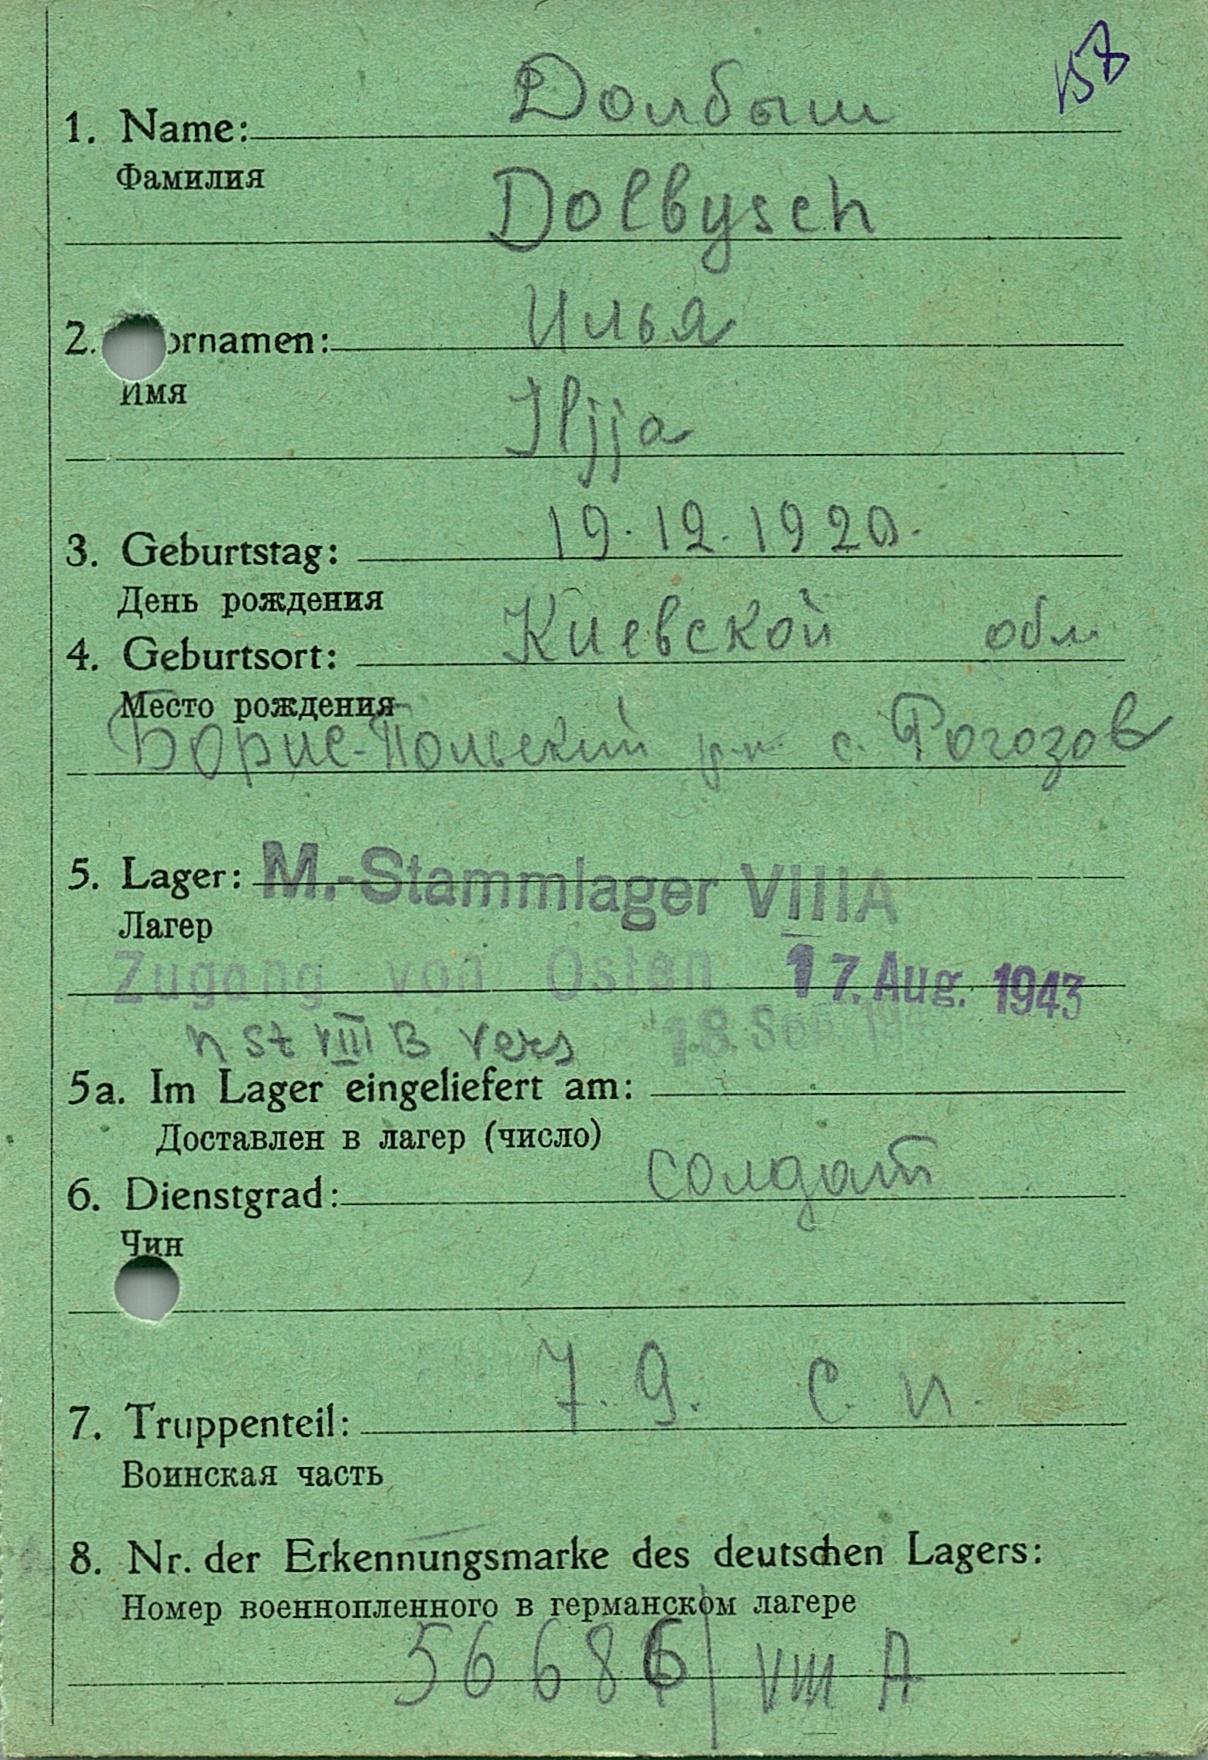 158
Долбыш
1. Name:
Фамилия
Dolbysch
Илья
2. ornamen:
Имя
Iljja
19.12.1920.
3. Geburtstag:
День рождения
Киевской обл
4. Geburtsort:
Место рождения
Борис-Польский р-н с. Рогозов
5. Lager: M.-Stammlager VIIIA
Лагерь
Zugang von Osten 17. Aug. 1943
n St VIII B vers 18. Sep. 194
5a. Im Lager eingeliefert am:
Доставлен в лагер (число)
солдат
6. Dienstgrad:
Чин
7. 9. с. п.
7. Truppenteil:
Воинская часть
8. Nr. der Erkennungsmarke des deutschen Lagers:
Номер военнопленного в германском лагере
56686/VIII A